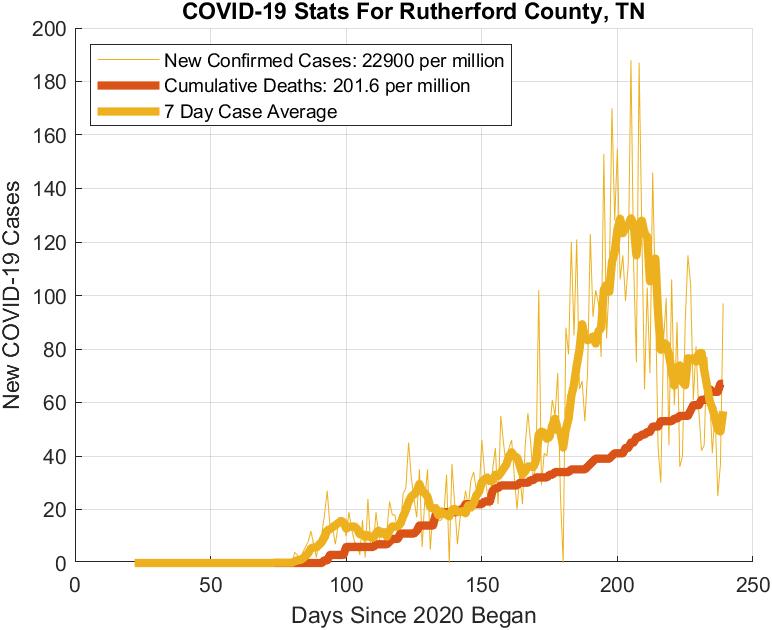 COVID-19 Stats For Rutherford County, TN
New Confirmed Cases: 22900 per million
Cumulative Deaths: 201.6 per million
7 Day Case Average
New COVID-19 Cases
200
180
160
140
120
100
80
60
40
20
0
0 50 100 150 200 250
Days Since 2020 Began